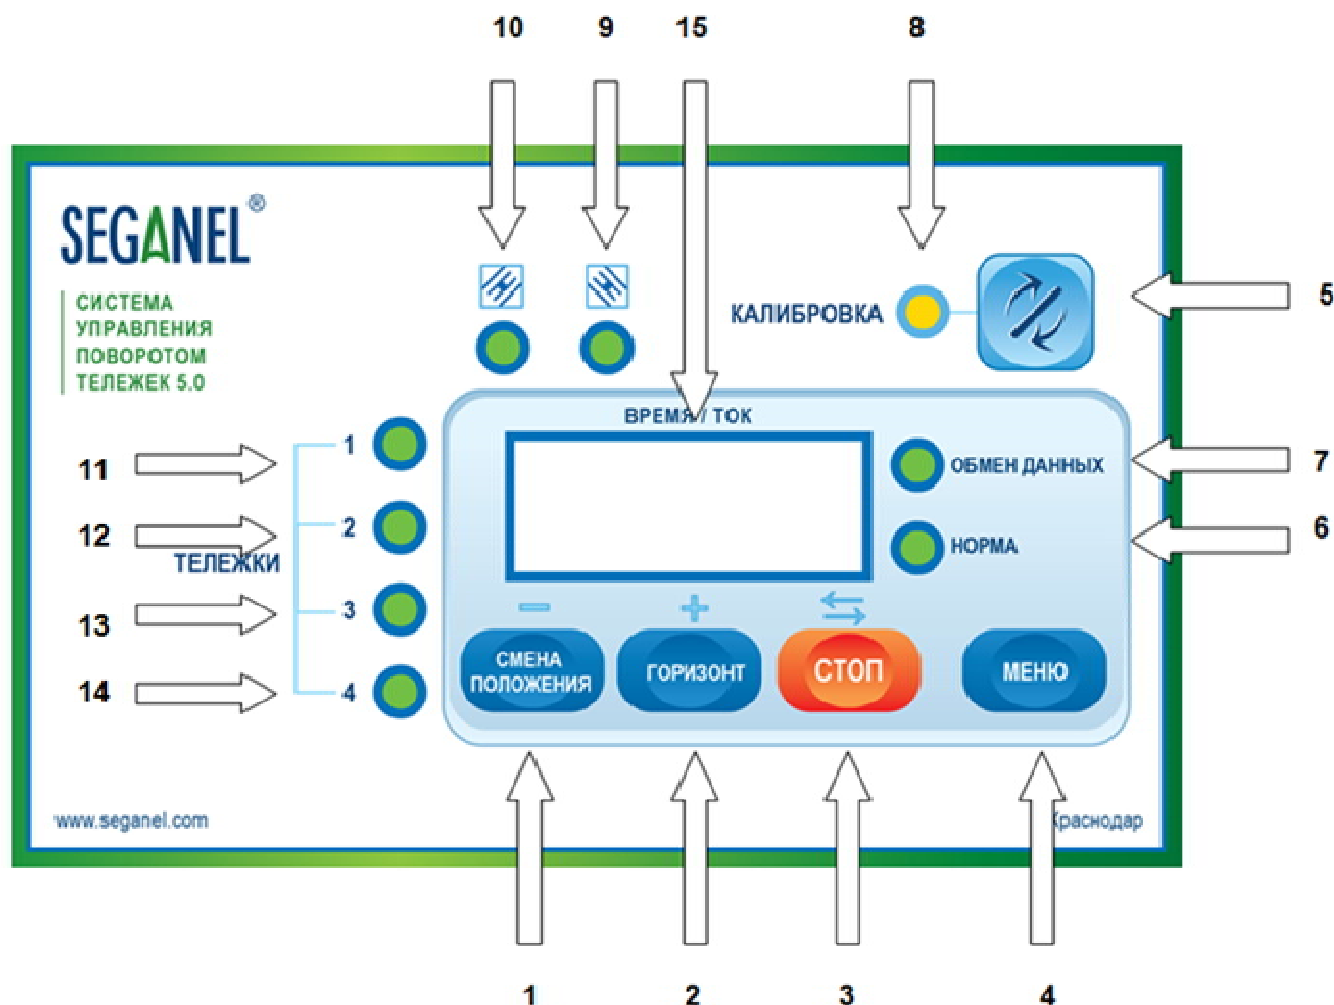 10 9 15 8
SEGANEL®
СИСТЕМА
УПРАВЛЕНИЯ
ПОВОРОТОМ
ТЕЛЕЖЕК 5.0
КАЛИБРОВКА
5
ВРЕМЯ / ТОК
11
12
13
14
ТЕЛЕЖКИ
1
2
3
4
ОБМЕН ДАННЫХ
7
НОРМА
6
− + ⇆
СМЕНА
ПОЛОЖЕНИЯ
ГОРИЗОНТ
СТОП
МЕНЮ
www.seganel.com
Краснодар
1 2 3 4